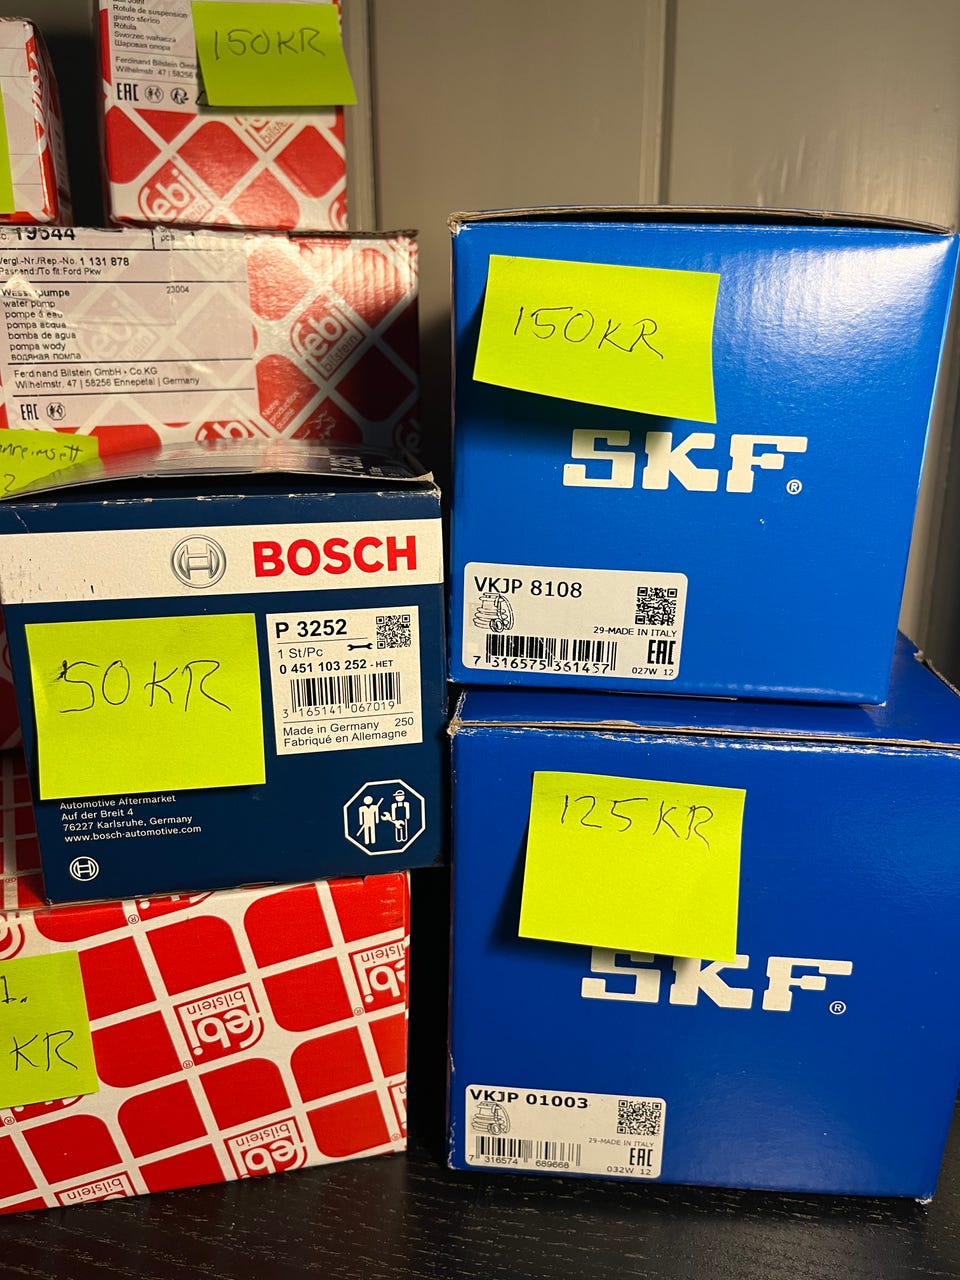 Rotule de suspension
giunto sferico
Rótula
Sworzeń wahacza
Шаровая опора
Ferdinand Bilstein
Wilhelmstr. 47 | 58256
EAC
150KR
febi
bilstein
19544
Vergl.-Nr./Rep.-No. 1 131 878
Passend/To fit: Ford Pkw
Wasserpumpe 23004
water pump
pompe à eau
pompa acqua
bomba de agua
pompa wody
водяная помпа
Ferdinand Bilstein GmbH + Co.KG
Wilhelmstr. 47 | 58256 Ennepetal | Germany
EAC
febi
bilstein
BOSCH
50KR
P 3252
1 St/Pc
0 451 103 252 - HET
3 165141 067019
Made in Germany 250
Fabriqué en Allemagne
Automotive Aftermarket
Auf der Breit 4
76227 Karlsruhe, Germany
www.bosch-automotive.com
KR
febi
bilstein
febi
bilstein
febi
bilstein
150KR
SKF®
VKJP 8108
29-MADE IN ITALY
EAC
7 316575 361457
027W 12
125KR
SKF®
VKJP 01003
29-MADE IN ITALY
EAC
7 316574 689668
032W 12